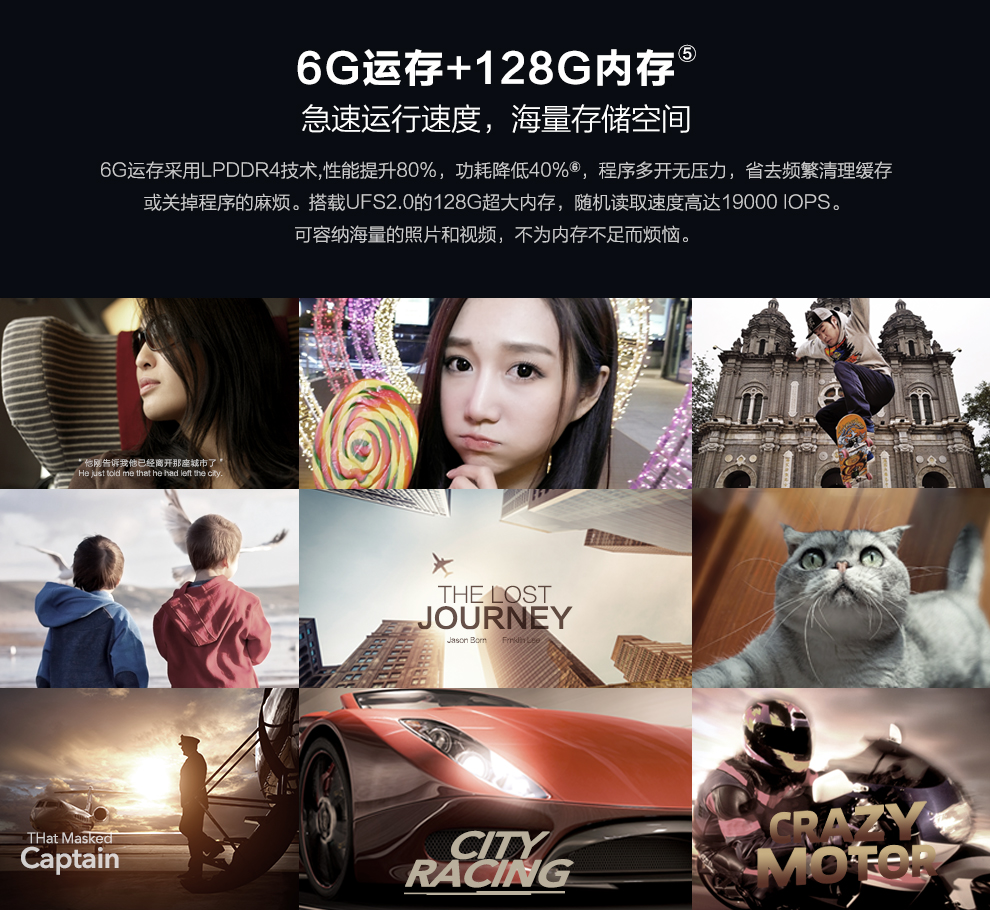 6G运存+128G内存⑤
急速运行速度，海量存储空间
6G运存采用LPDDR4技术,性能提升80%，功耗降低40%⑥，程序多开无压力，省去频繁清理缓存
或关掉程序的麻烦。搭载UFS2.0的128G超大内存，随机读取速度高达19000 IOPS。
可容纳海量的照片和视频，不为内存不足而烦恼。
" 他刚告诉我他已经离开那座城市了 "
He just told me that he had left the city.
THE LOST
JOURNEY
Jason Born
THat Masked
Captain
CITY
RACING
CRAZY
MOTOR